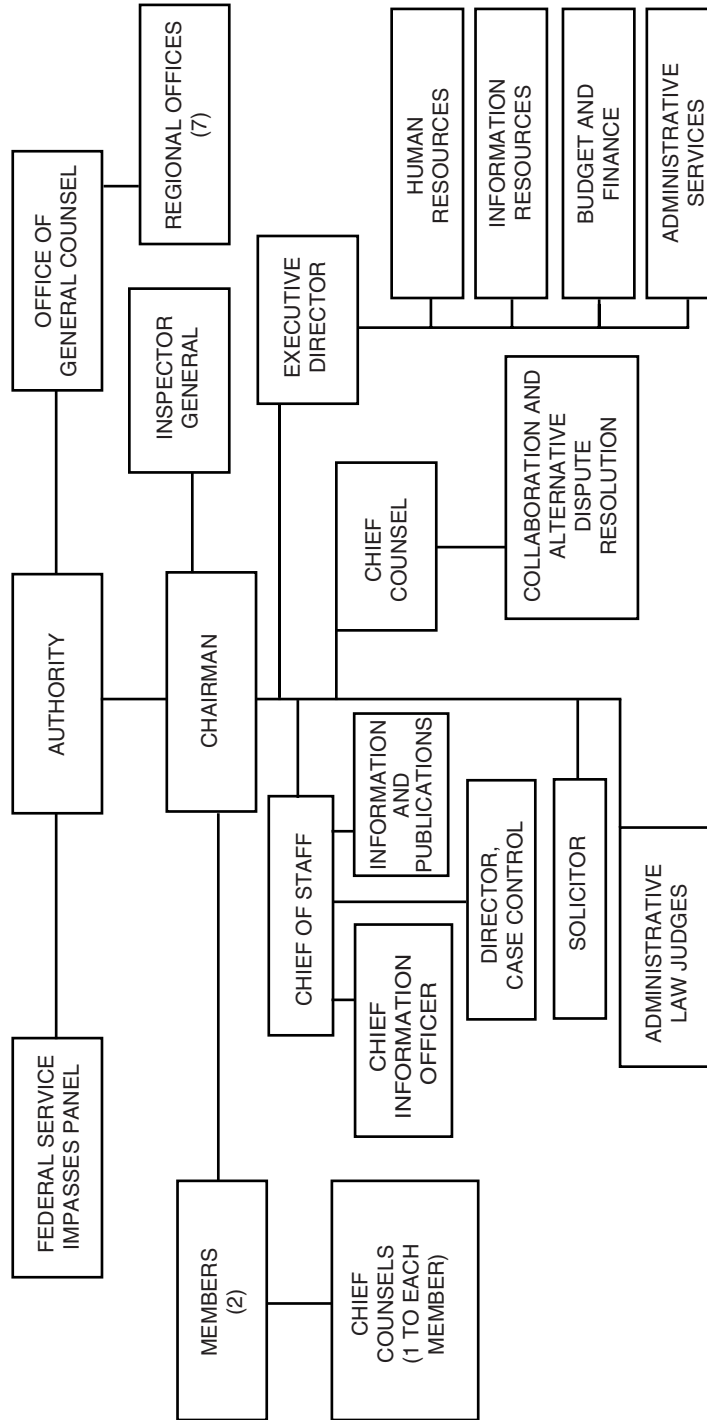 FEDERAL SERVICE
IMPASSES PANEL
AUTHORITY
OFFICE OF
GENERAL COUNSEL
REGIONAL OFFICES
(7)
MEMBERS
(2)
CHAIRMAN
INSPECTOR
GENERAL
CHIEF
COUNSELS
(1 TO EACH
MEMBER)
CHIEF OF STAFF
EXECUTIVE
DIRECTOR
CHIEF
INFORMATION
OFFICER
INFORMATION
AND
PUBLICATIONS
CHIEF
COUNSEL
DIRECTOR,
CASE CONTROL
COLLABORATION AND
ALTERNATIVE
DISPUTE
RESOLUTION
HUMAN
RESOURCES
INFORMATION
RESOURCES
BUDGET AND
FINANCE
ADMINISTRATIVE
SERVICES
SOLICITOR
ADMINISTRATIVE
LAW JUDGES